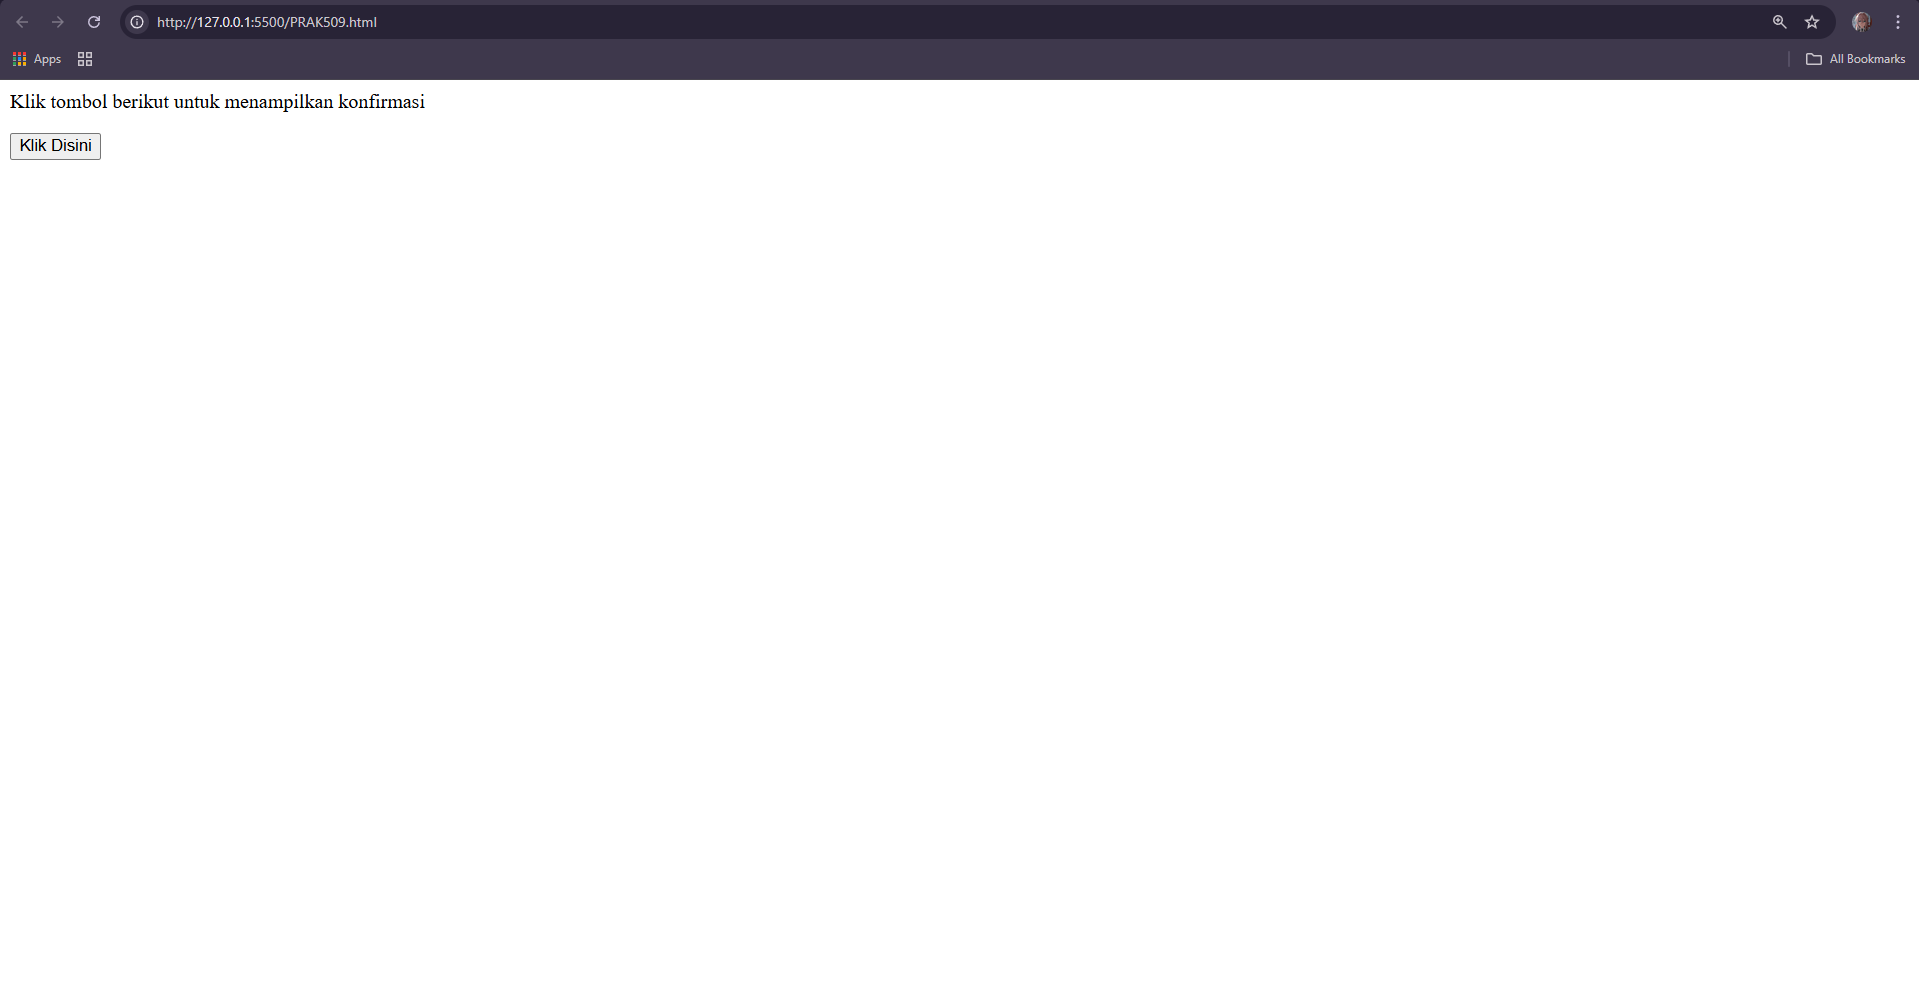 http://127.0.0.1:5500/PRAK509.html
Apps
All Bookmarks
Klik tombol berikut untuk menampilkan konfirmasi
Klik Disini